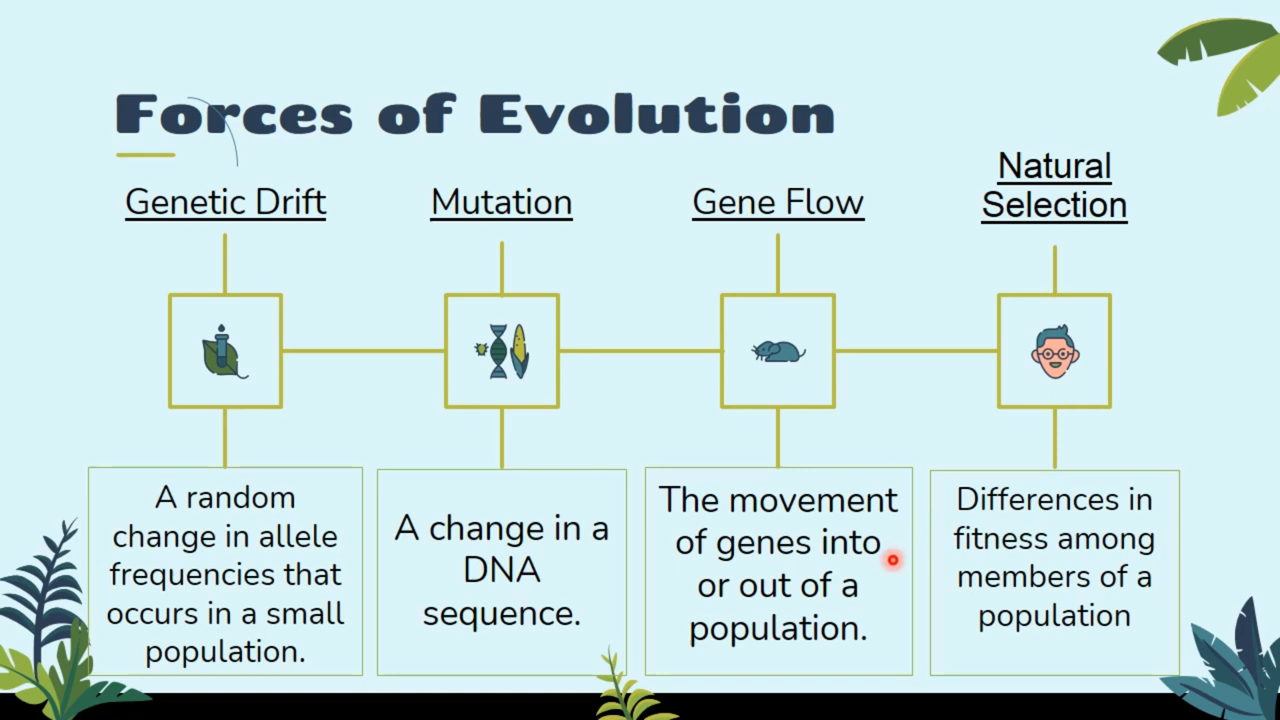 Forces of Evolution
Genetic Drift
Mutation
Gene Flow
Natural
Selection
A random
change in allele
frequencies that
occurs in a small
population.
A change in a
DNA
sequence.
The movement
of genes into
or out of a
population.
Differences in
fitness among
members of a
population